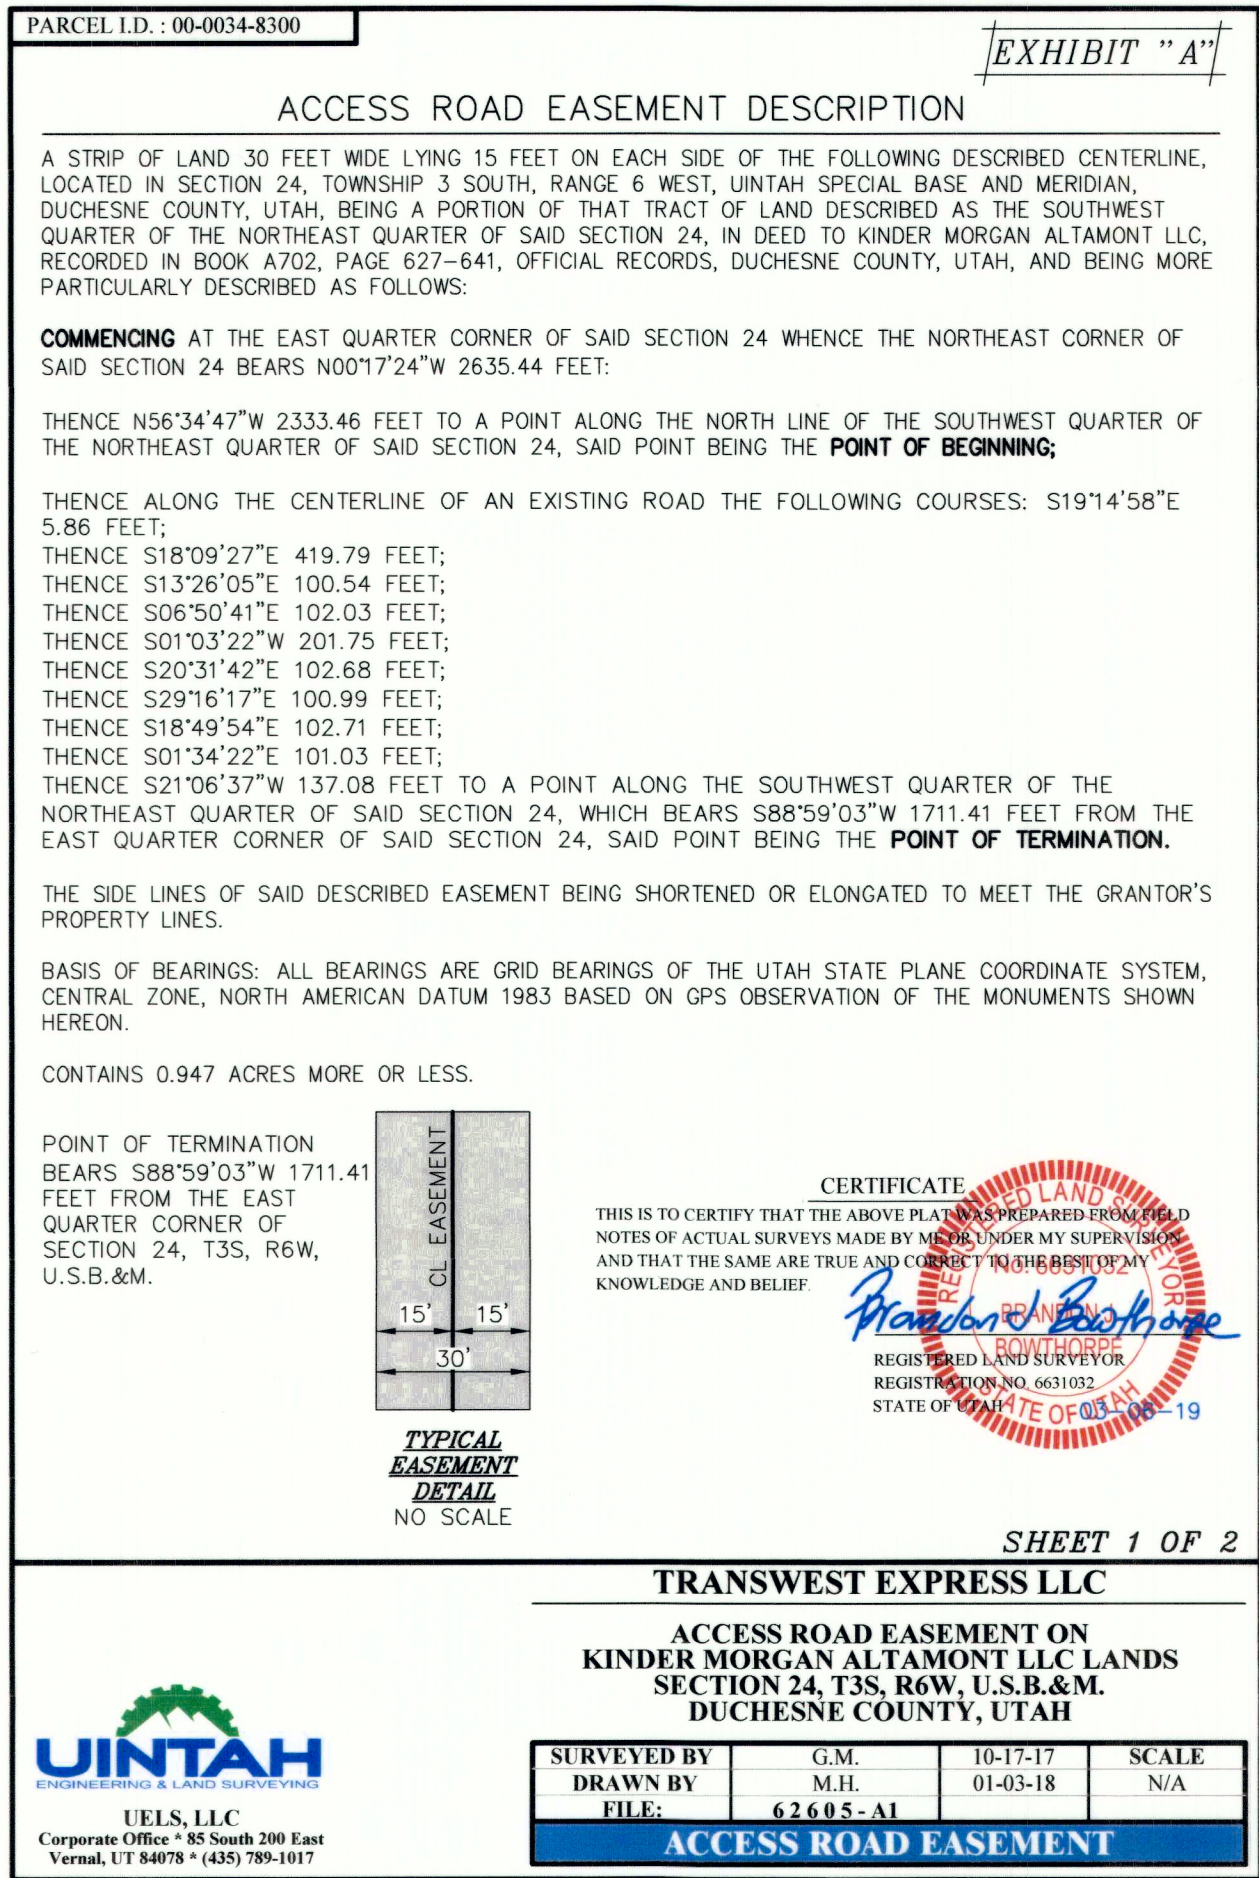 PARCEL I.D. : 00-0034-8300
EXHIBIT "A"
ACCESS ROAD EASEMENT DESCRIPTION
A STRIP OF LAND 30 FEET WIDE LYING 15 FEET ON EACH SIDE OF THE FOLLOWING DESCRIBED CENTERLINE,
LOCATED IN SECTION 24, TOWNSHIP 3 SOUTH, RANGE 6 WEST, UINTAH SPECIAL BASE AND MERIDIAN,
DUCHESNE COUNTY, UTAH, BEING A PORTION OF THAT TRACT OF LAND DESCRIBED AS THE SOUTHWEST
QUARTER OF THE NORTHEAST QUARTER OF SAID SECTION 24, IN DEED TO KINDER MORGAN ALTAMONT LLC,
RECORDED IN BOOK A702, PAGE 627-641, OFFICIAL RECORDS, DUCHESNE COUNTY, UTAH, AND BEING MORE
PARTICULARLY DESCRIBED AS FOLLOWS:
COMMENCING AT THE EAST QUARTER CORNER OF SAID SECTION 24 WHENCE THE NORTHEAST CORNER OF
SAID SECTION 24 BEARS N00°17'24"W 2635.44 FEET:
THENCE N56°34'47"W 2333.46 FEET TO A POINT ALONG THE NORTH LINE OF THE SOUTHWEST QUARTER OF
THE NORTHEAST QUARTER OF SAID SECTION 24, SAID POINT BEING THE POINT OF BEGINNING;
THENCE ALONG THE CENTERLINE OF AN EXISTING ROAD THE FOLLOWING COURSES: S19°14'58"E
5.86 FEET;
THENCE S18°09'27"E 419.79 FEET;
THENCE S13°26'05"E 100.54 FEET;
THENCE S06°50'41"E 102.03 FEET;
THENCE S01°03'22"W 201.75 FEET;
THENCE S20°31'42"E 102.68 FEET;
THENCE S29°16'17"E 100.99 FEET;
THENCE S18°49'54"E 102.71 FEET;
THENCE S01°34'22"E 101.03 FEET;
THENCE S21°06'37"W 137.08 FEET TO A POINT ALONG THE SOUTHWEST QUARTER OF THE
NORTHEAST QUARTER OF SAID SECTION 24, WHICH BEARS S88°59'03"W 1711.41 FEET FROM THE
EAST QUARTER CORNER OF SAID SECTION 24, SAID POINT BEING THE POINT OF TERMINATION.
THE SIDE LINES OF SAID DESCRIBED EASEMENT BEING SHORTENED OR ELONGATED TO MEET THE GRANTOR'S
PROPERTY LINES.
BASIS OF BEARINGS: ALL BEARINGS ARE GRID BEARINGS OF THE UTAH STATE PLANE COORDINATE SYSTEM,
CENTRAL ZONE, NORTH AMERICAN DATUM 1983 BASED ON GPS OBSERVATION OF THE MONUMENTS SHOWN
HEREON.
CONTAINS 0.947 ACRES MORE OR LESS.
POINT OF TERMINATION
BEARS S88°59'03"W 1711.41
FEET FROM THE EAST
QUARTER CORNER OF
SECTION 24, T3S, R6W,
U.S.B.&M.
CL EASEMENT
15' 15'
30'
TYPICAL
EASEMENT
DETAIL
NO SCALE
CERTIFICATE
THIS IS TO CERTIFY THAT THE ABOVE PLAT WAS PREPARED FROM FIELD
NOTES OF ACTUAL SURVEYS MADE BY ME OR UNDER MY SUPERVISION
AND THAT THE SAME ARE TRUE AND CORRECT TO THE BEST OF MY
KNOWLEDGE AND BELIEF.
Brandon J Bowthorpe
REGISTERED LAND SURVEYOR
REGISTRATION NO. 6631032
STATE OF UTAH
REGISTERED LAND SURVEYOR
No. 6631032
BRANDON J.
BOWTHORPE
STATE OF UTAH
03-06-19
SHEET 1 OF 2
TRANSWEST EXPRESS LLC
ACCESS ROAD EASEMENT ON
KINDER MORGAN ALTAMONT LLC LANDS
SECTION 24, T3S, R6W, U.S.B.&M.
DUCHESNE COUNTY, UTAH
UINTAH
ENGINEERING & LAND SURVEYING
UELS, LLC
Corporate Office * 85 South 200 East
Vernal, UT 84078 * (435) 789-1017
SURVEYED BY G.M. 10-17-17 SCALE
DRAWN BY M.H. 01-03-18 N/A
FILE: 62605-A1
ACCESS ROAD EASEMENT